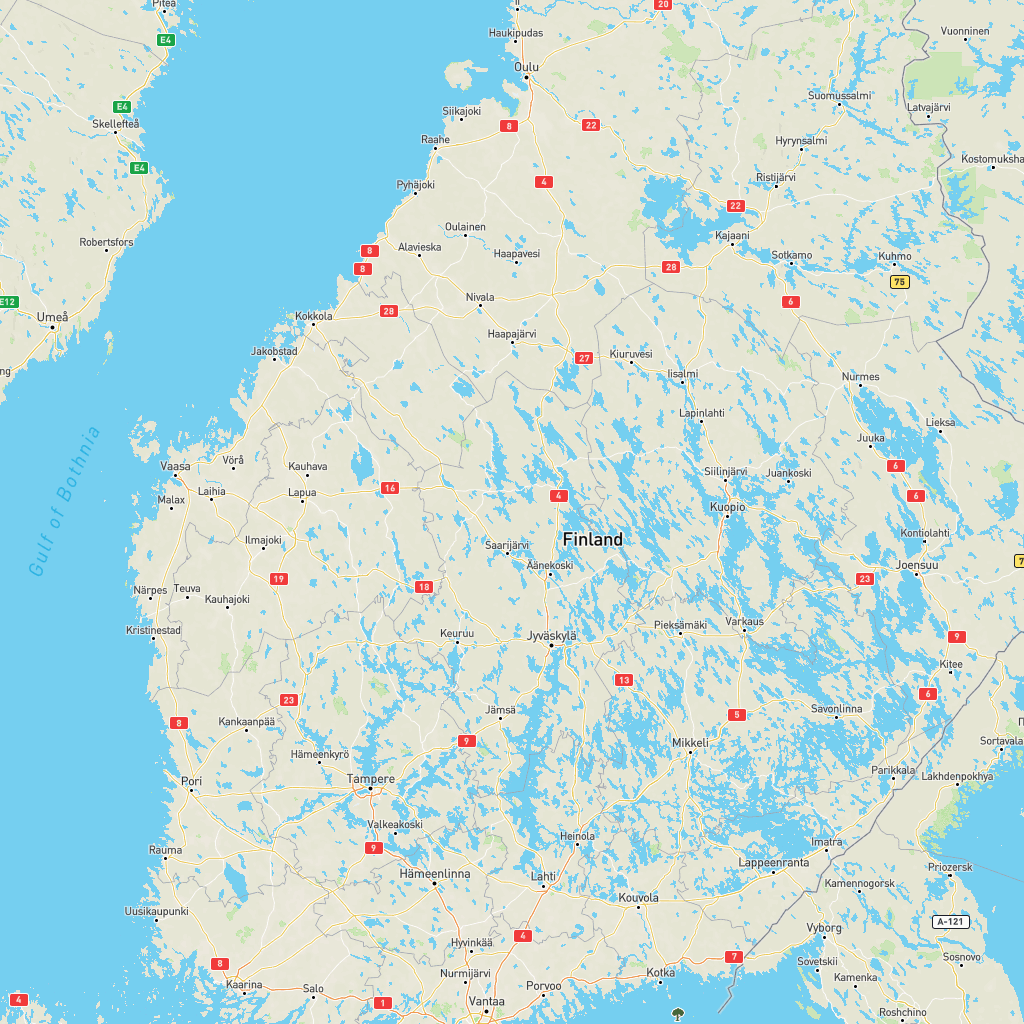 Piteå
20
Haukipudas
Vuonninen
E4
Oulu
Suomussalmi
E4
Siikajoki
Latvajärvi
Skellefteå
8
22
Raahe
Hyrynsalmi
Kostomuksha
E4
4
Ristijärvi
Pyhäjoki
22
Oulainen
Kajaani
Robertsfors
Alavieska
8
Haapavesi
Sotkamo
Kuhmo
8
28
75
E12
Nivala
6
Umeå
Kokkola
28
Haapajärvi
Jakobstad
27
Kiuruvesi
ng
Iisalmi
Nurmes
Lapinlahti
Lieksa
Gulf of Bothnia
Juuka
Vörå
Vaasa
Kauhava
6
Siilinjärvi
Juankoski
Laihia
Lapua
16
4
6
Malax
Kuopio
Finland
Kontiolahti
Ilmajoki
Saarijärvi
Äänekoski
Joensuu
7
19
18
23
Närpes
Teuva
Kauhajoki
Kristinestad
Keuruu
Jyväskylä
Pieksämäki
Varkaus
9
Kitee
13
23
6
Jämsä
Savonlinna
8
Kankaanpää
5
9
Mikkeli
Sortavala
Hämeenkyrö
Parikkala
Lakhdenpokhya
Pori
Tampere
Valkeakoski
Heinola
Imatra
Rauma
9
Lappeenranta
Hämeenlinna
Lahti
Priozersk
Kamennogorsk
Kouvola
Uusikaupunki
A-121
Vyborg
4
Hyvinkää
7
Sosnovo
8
Sovetskii
Nurmijärvi
Kotka
Kamenka
Kaarina
Salo
Porvoo
4
1
Vantaa
Roshchino